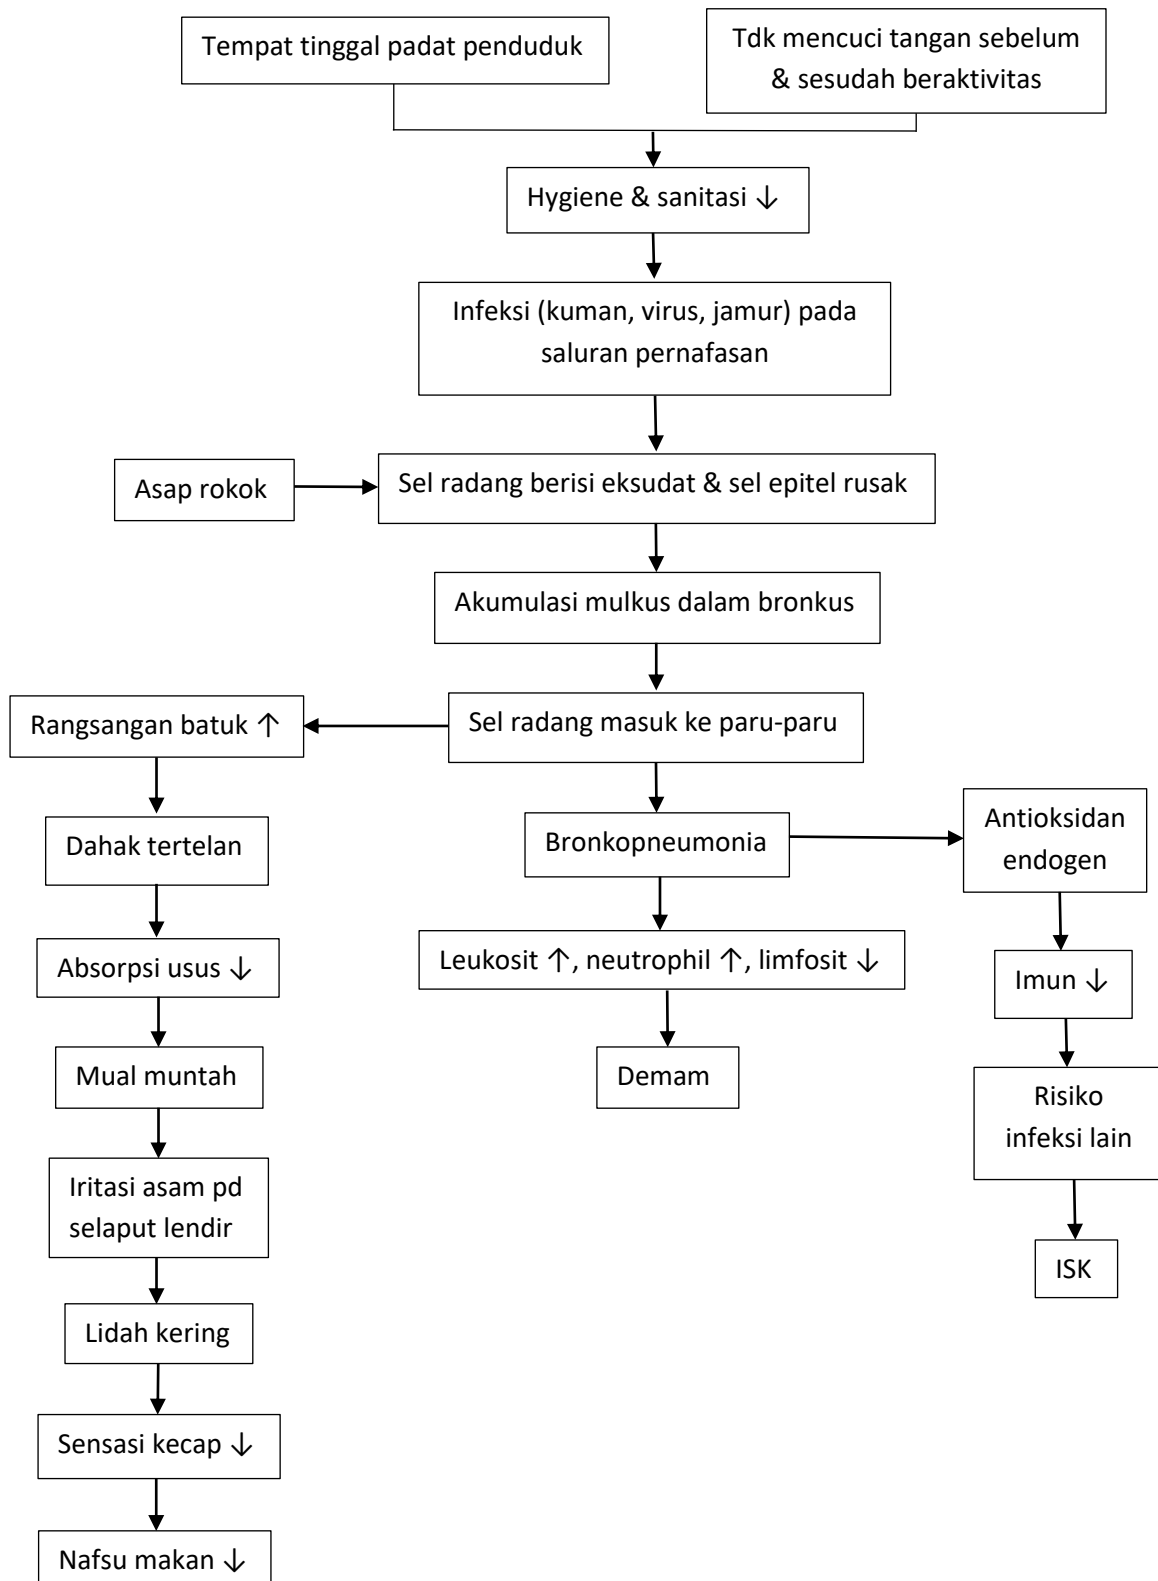 Tempat tinggal padat penduduk
Tdk mencuci tangan sebelum
& sesudah beraktivitas
Hygiene & sanitasi ↓
Infeksi (kuman, virus, jamur) pada
saluran pernafasan
Asap rokok
Sel radang berisi eksudat & sel epitel rusak
Akumulasi mulkus dalam bronkus
Rangsangan batuk ↑
Sel radang masuk ke paru-paru
Dahak tertelan
Bronkopneumonia
Antioksidan
endogen
Absorpsi usus ↓
Leukosit ↑, neutrophil ↑, limfosit ↓
Imun ↓
Mual muntah
Demam
Risiko
infeksi lain
Iritasi asam pd
selaput lendir
ISK
Lidah kering
Sensasi kecap ↓
Nafsu makan ↓